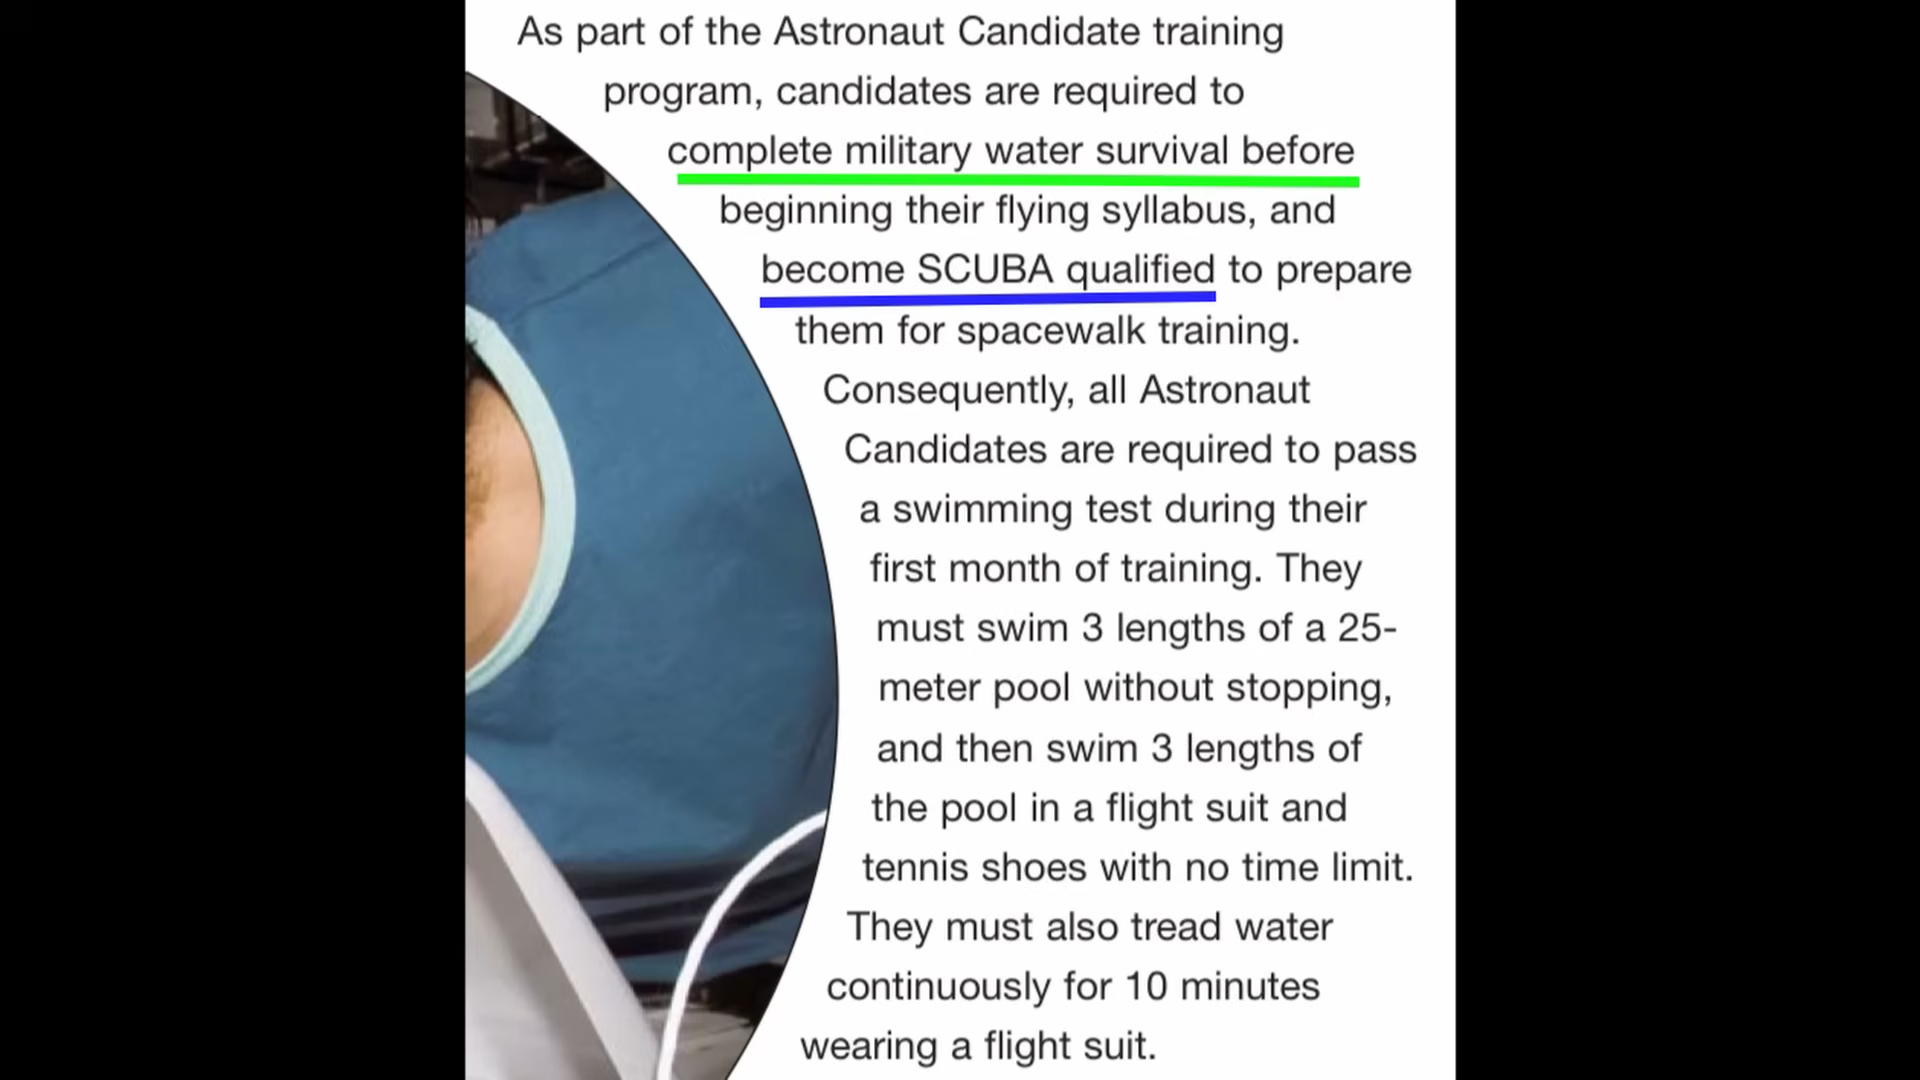 As part of the Astronaut Candidate training
program, candidates are required to
complete military water survival before
beginning their flying syllabus, and
become SCUBA qualified to prepare
them for spacewalk training.
Consequently, all Astronaut
Candidates are required to pass
a swimming test during their
first month of training. They
must swim 3 lengths of a 25-
meter pool without stopping,
and then swim 3 lengths of
the pool in a flight suit and
tennis shoes with no time limit.
They must also tread water
continuously for 10 minutes
wearing a flight suit.